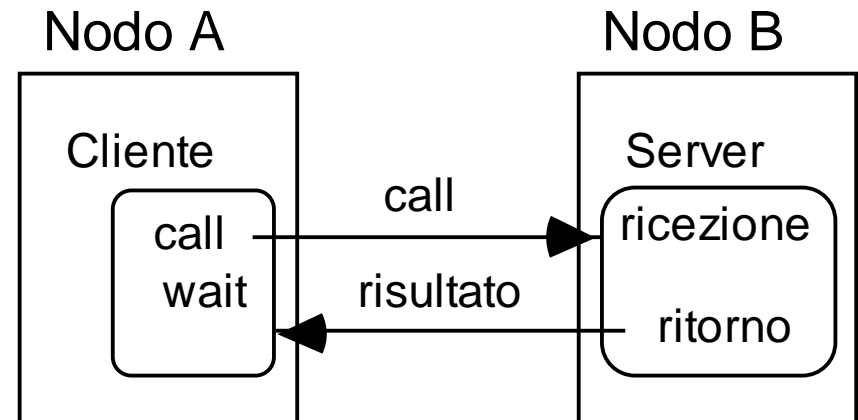 Nodo A
Nodo B
Cliente
Server
call
call
ricezione
wait
risultato
ritorno